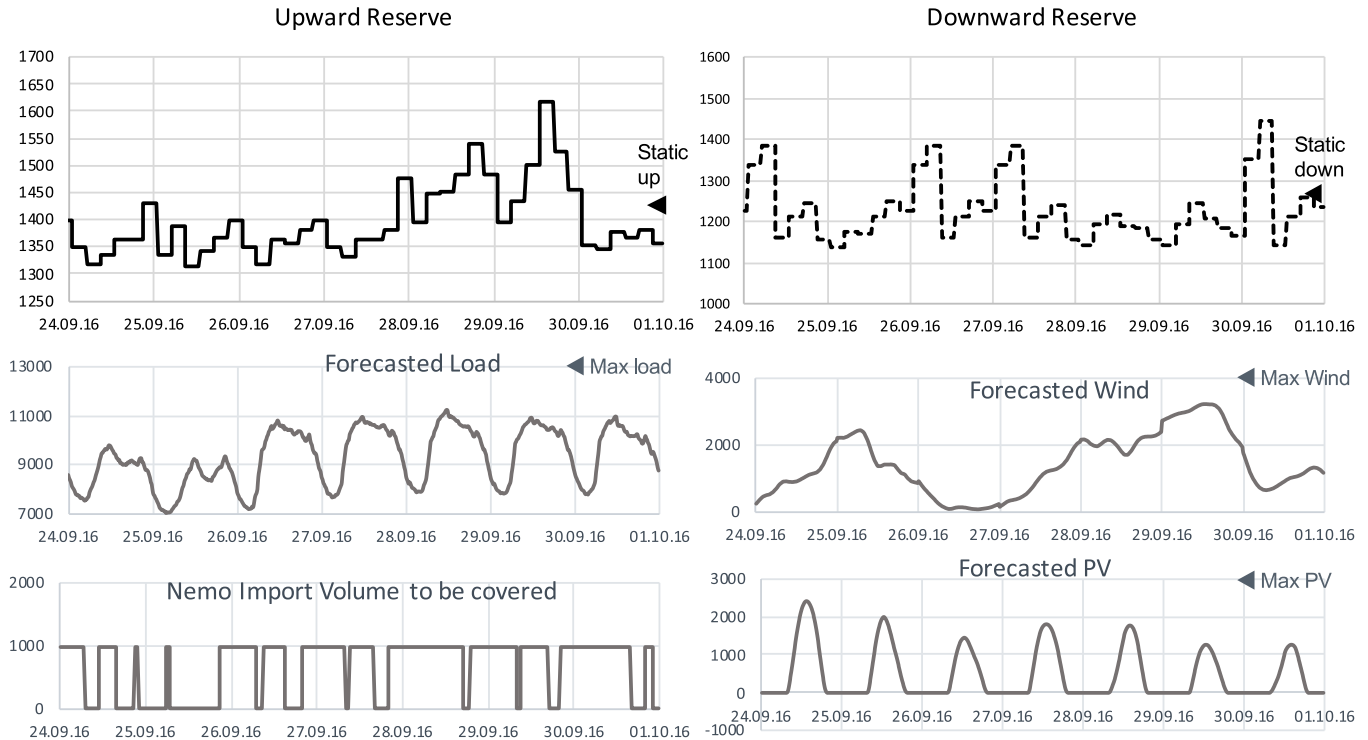 Upward Reserve
1700
1650
1600
1550
1500
1450
1400
1350
1300
1250
Static
up
24.09.16 25.09.16 26.09.16 27.09.16 28.09.16 29.09.16 30.09.16 01.10.16
Downward Reserve
1600
1500
1400
1300
1200
1100
1000
Static
down
24.09.16 25.09.16 26.09.16 27.09.16 28.09.16 29.09.16 30.09.16 01.10.16
Forecasted Load
Max load
13000
11000
9000
7000
24.09.16 25.09.16 26.09.16 27.09.16 28.09.16 29.09.16 30.09.16 01.10.16
Forecasted Wind
Max Wind
4000
2000
0
24.09.16 25.09.16 26.09.16 27.09.16 28.09.16 29.09.16 30.09.16 01.10.16
Nemo Import Volume to be covered
2000
1000
0
24.09.16 25.09.16 26.09.16 27.09.16 28.09.16 29.09.16 30.09.16 01.10.16
Forecasted PV
Max PV
3000
2000
1000
0
-1000
24.09.16 25.09.16 26.09.16 27.09.16 28.09.16 29.09.16 30.09.16 01.10.16